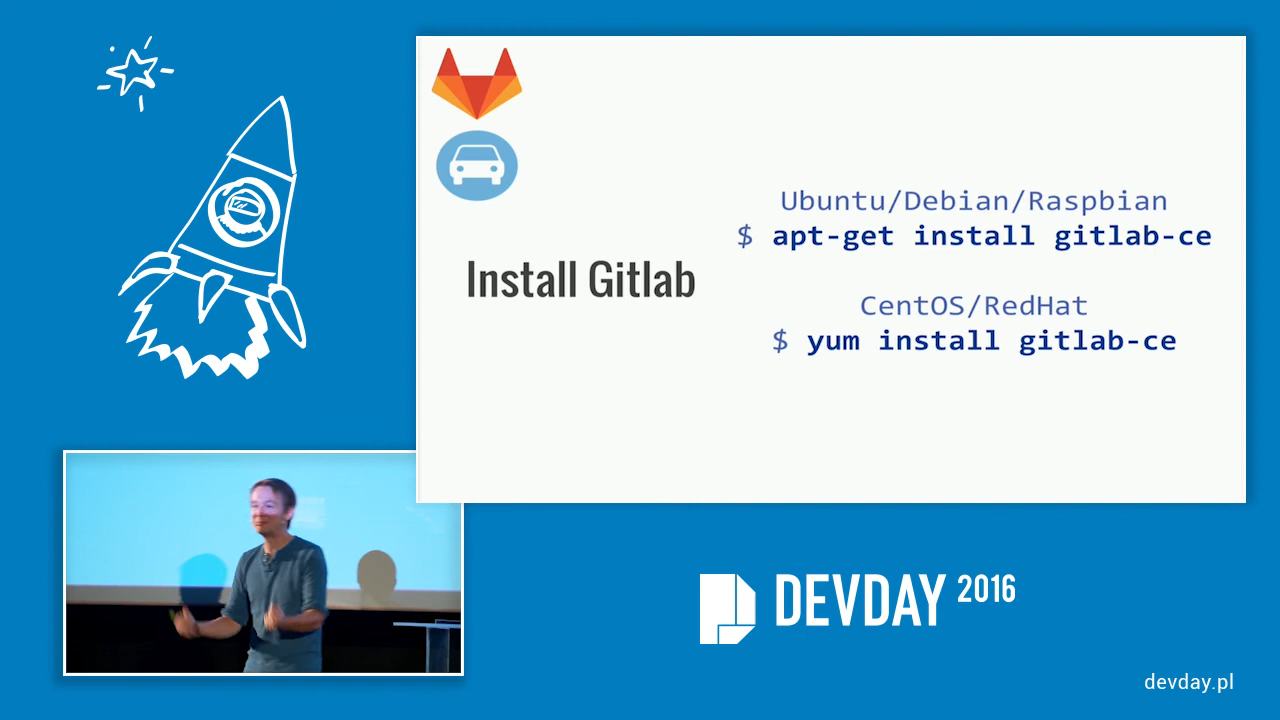 Install Gitlab
Ubuntu/Debian/Raspbian
$ apt-get install gitlab-ce
CentOS/RedHat
$ yum install gitlab-ce
DEVDAY 2016
devday.pl